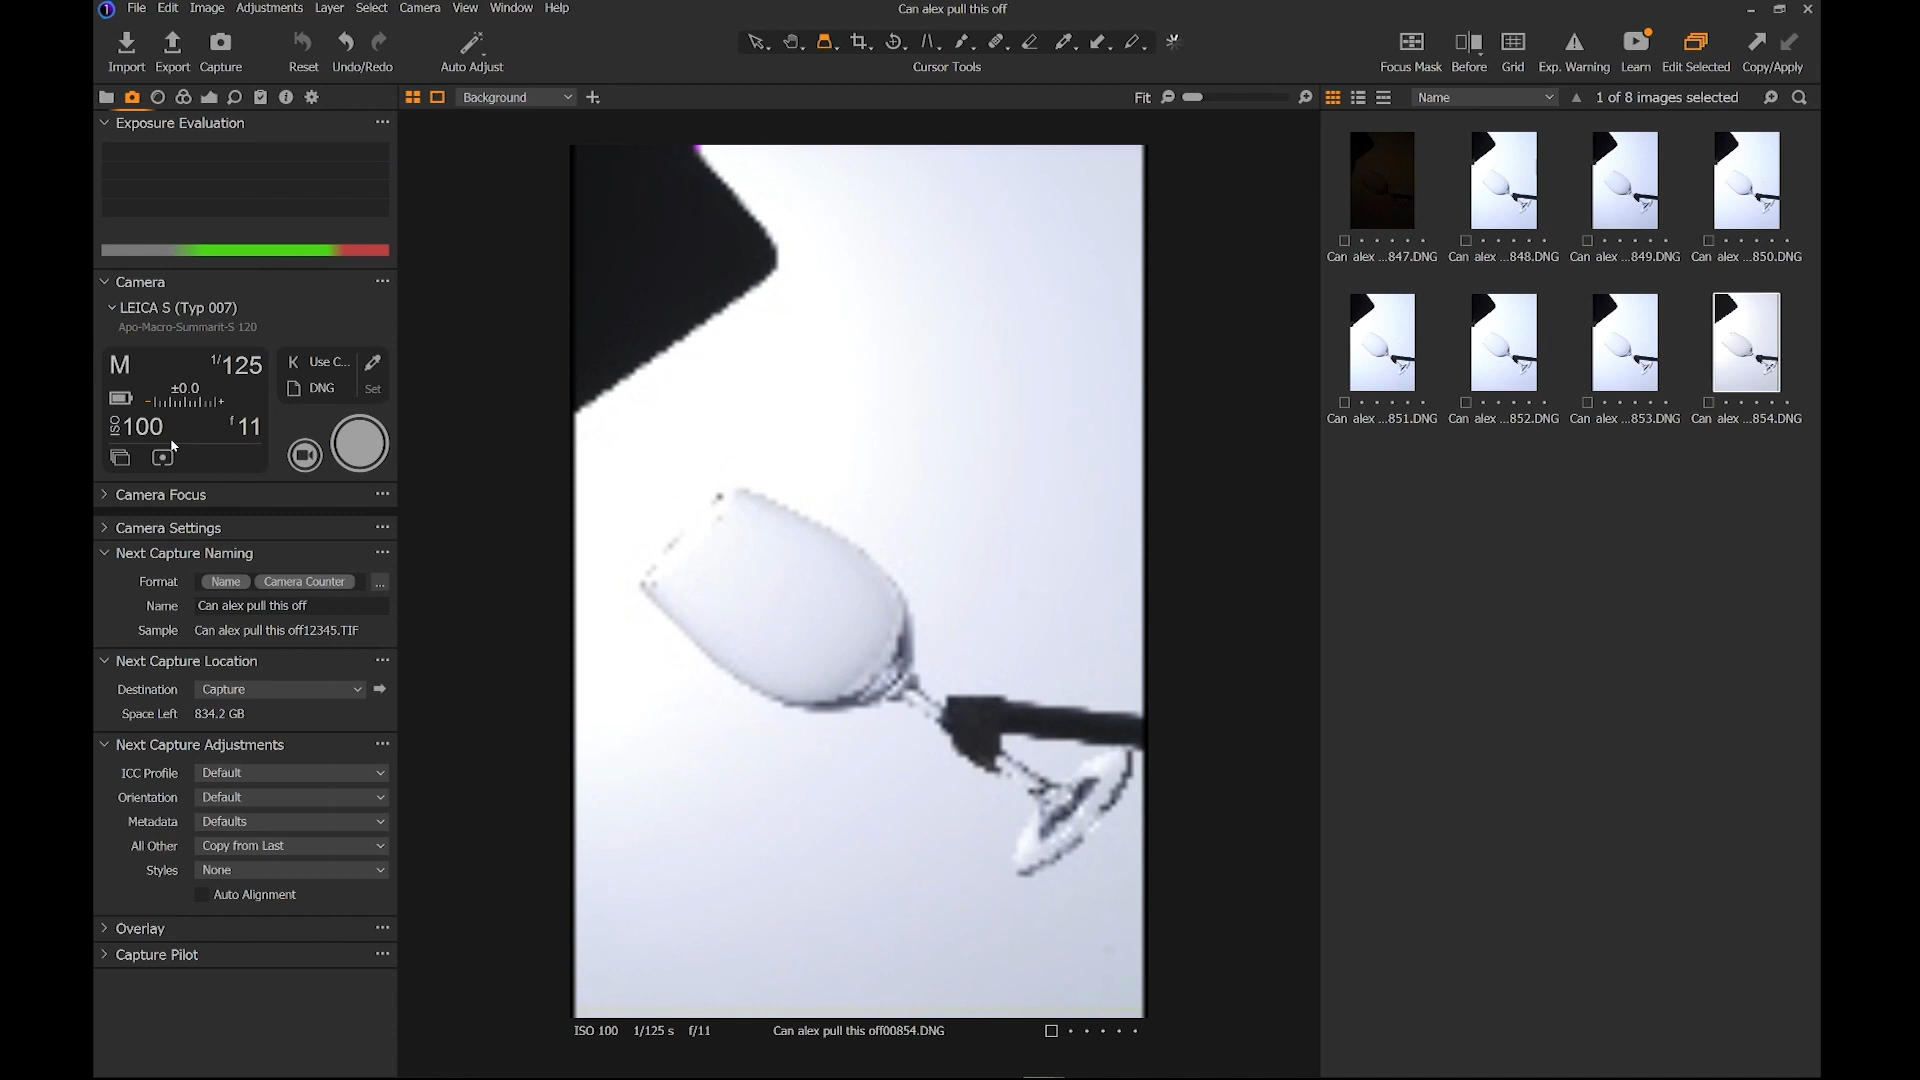 File Edit Image Adjustments Layer Select Camera View Window Help
Can alex pull this off
Import Export Capture Reset Undo/Redo Auto Adjust
Cursor Tools
Focus Mask Before Grid Exp. Warning Learn Edit Selected Copy/Apply
Background
Fit
Name
1 of 8 images selected
Exposure Evaluation
Camera
LEICA S (Typ 007)
Apo-Macro-Summarit-S 120
M 1/125
±0.0
ISO 100 f 11
K Use C...
DNG Set
Camera Focus
Camera Settings
Next Capture Naming
Format Name Camera Counter ...
Name Can alex pull this off
Sample Can alex pull this off12345.TIF
Next Capture Location
Destination Capture
Space Left 834.2 GB
Next Capture Adjustments
ICC Profile Default
Orientation Default
Metadata Defaults
All Other Copy from Last
Styles None
Auto Alignment
Overlay
Capture Pilot
ISO 100 1/125 s f/11 Can alex pull this off00854.DNG
Can alex ...847.DNG Can alex ...848.DNG Can alex ...849.DNG Can alex ...850.DNG
Can alex ...851.DNG Can alex ...852.DNG Can alex ...853.DNG Can alex ...854.DNG